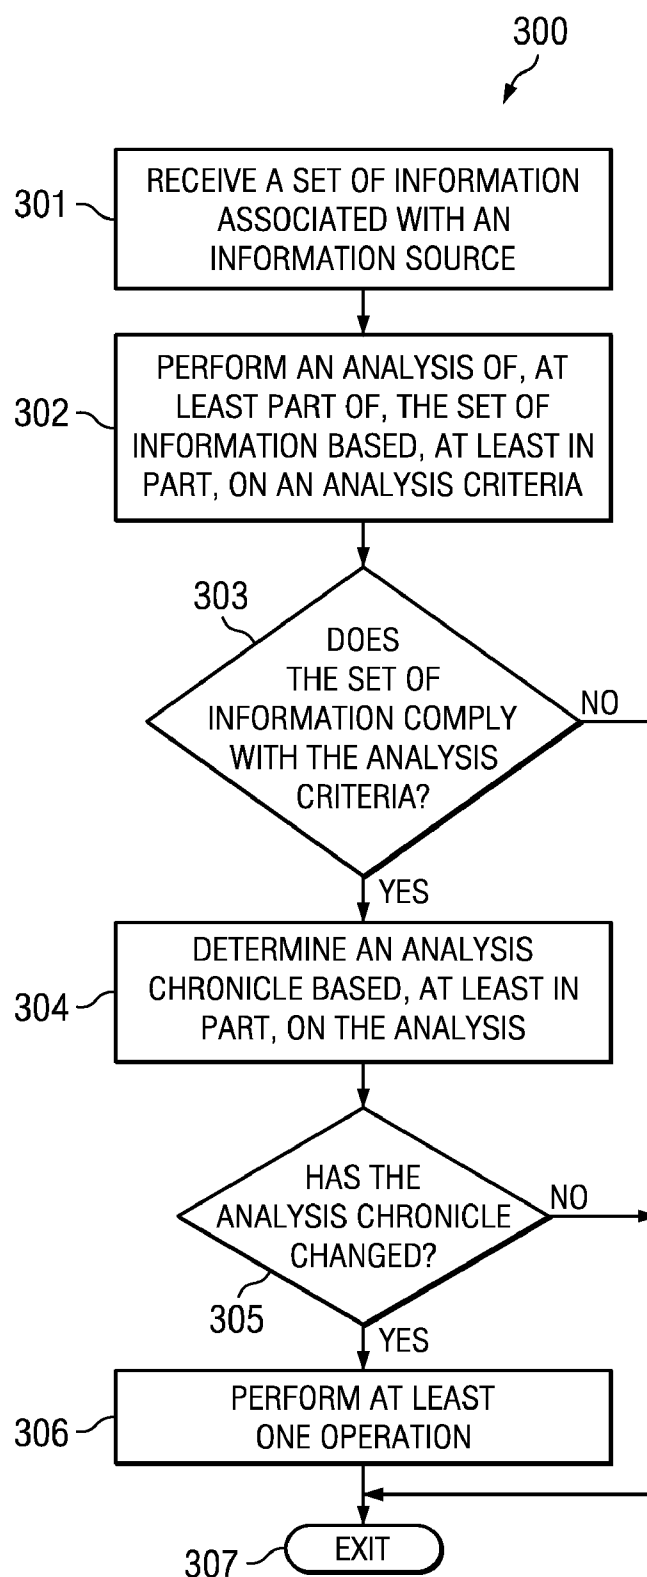 300
301
RECEIVE A SET OF INFORMATION
ASSOCIATED WITH AN
INFORMATION SOURCE
302
PERFORM AN ANALYSIS OF, AT
LEAST PART OF, THE SET OF
INFORMATION BASED, AT LEAST IN
PART, ON AN ANALYSIS CRITERIA
303
DOES
THE SET OF
INFORMATION COMPLY
WITH THE ANALYSIS
CRITERIA?
NO
YES
304
DETERMINE AN ANALYSIS
CHRONICLE BASED, AT LEAST IN
PART, ON THE ANALYSIS
HAS THE
ANALYSIS CHRONICLE
CHANGED?
NO
305
YES
306
PERFORM AT LEAST
ONE OPERATION
307
EXIT